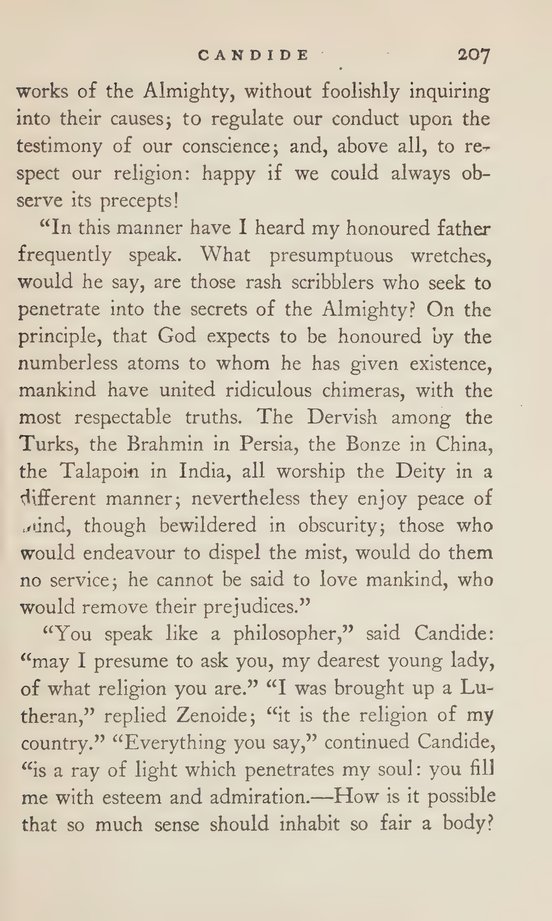 CANDIDE 207
works of the Almighty, without foolishly inquiring
into their causes; to regulate our conduct upon the
testimony of our conscience; and, above all, to re-
spect our religion: happy if we could always ob-
serve its precepts!
“In this manner have I heard my honoured father
frequently speak. What presumptuous wretches,
would he say, are those rash scribblers who seek to
penetrate into the secrets of the Almighty? On the
principle, that God expects to be honoured by the
numberless atoms to whom he has given existence,
mankind have united ridiculous chimeras, with the
most respectable truths. The Dervish among the
Turks, the Brahmin in Persia, the Bonze in China,
the Talapoin in India, all worship the Deity in a
different manner; nevertheless they enjoy peace of
mind, though bewildered in obscurity; those who
would endeavour to dispel the mist, would do them
no service; he cannot be said to love mankind, who
would remove their prejudices.”
“You speak like a philosopher,” said Candide:
“may I presume to ask you, my dearest young lady,
of what religion you are.” “I was brought up a Lu-
theran,” replied Zenoide; “it is the religion of my
country.” “Everything you say,” continued Candide,
“is a ray of light which penetrates my soul: you fill
me with esteem and admiration.—How is it possible
that so much sense should inhabit so fair a body?